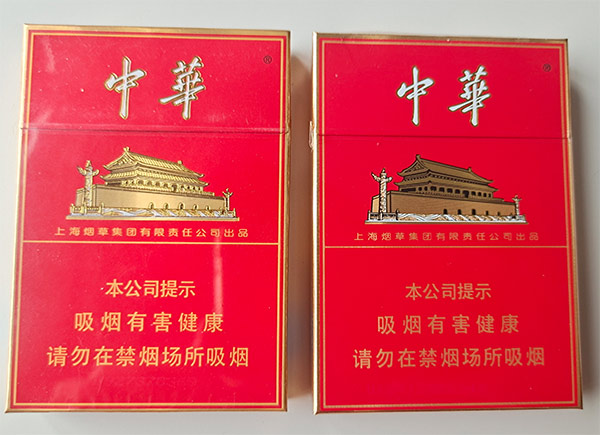 中華®
上海烟草集团有限责任公司出品
·本公司提示
吸烟有害健康
请勿在禁烟场所吸烟
中華®
上海烟草集团有限责任公司出品
本公司提示
吸烟有害健康
请勿在禁烟场所吸烟